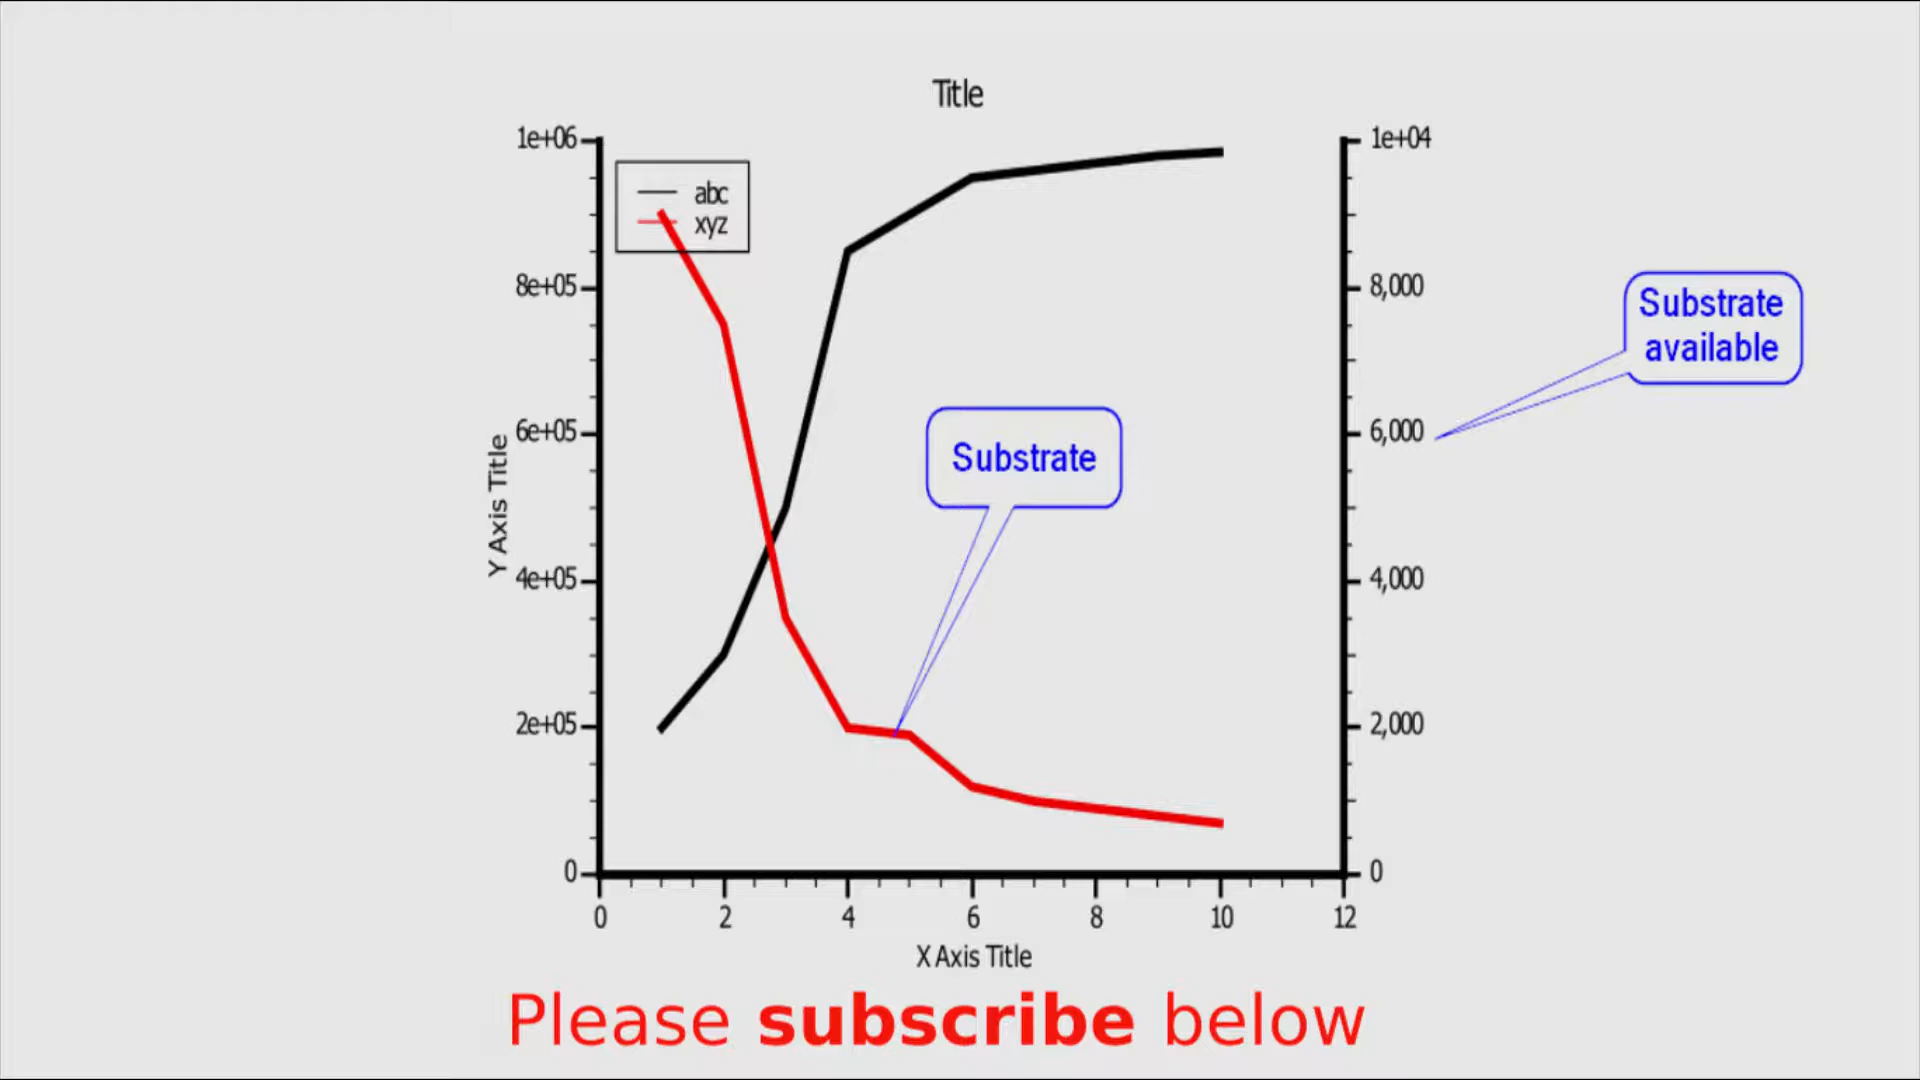 Title
1e+06
8e+05
6e+05
4e+05
2e+05
0
Y Axis Title
abc
xyz
Substrate
1e+04
8,000
6,000
4,000
2,000
0
Substrate
available
0 2 4 6 8 10 12
X Axis Title
Please subscribe below